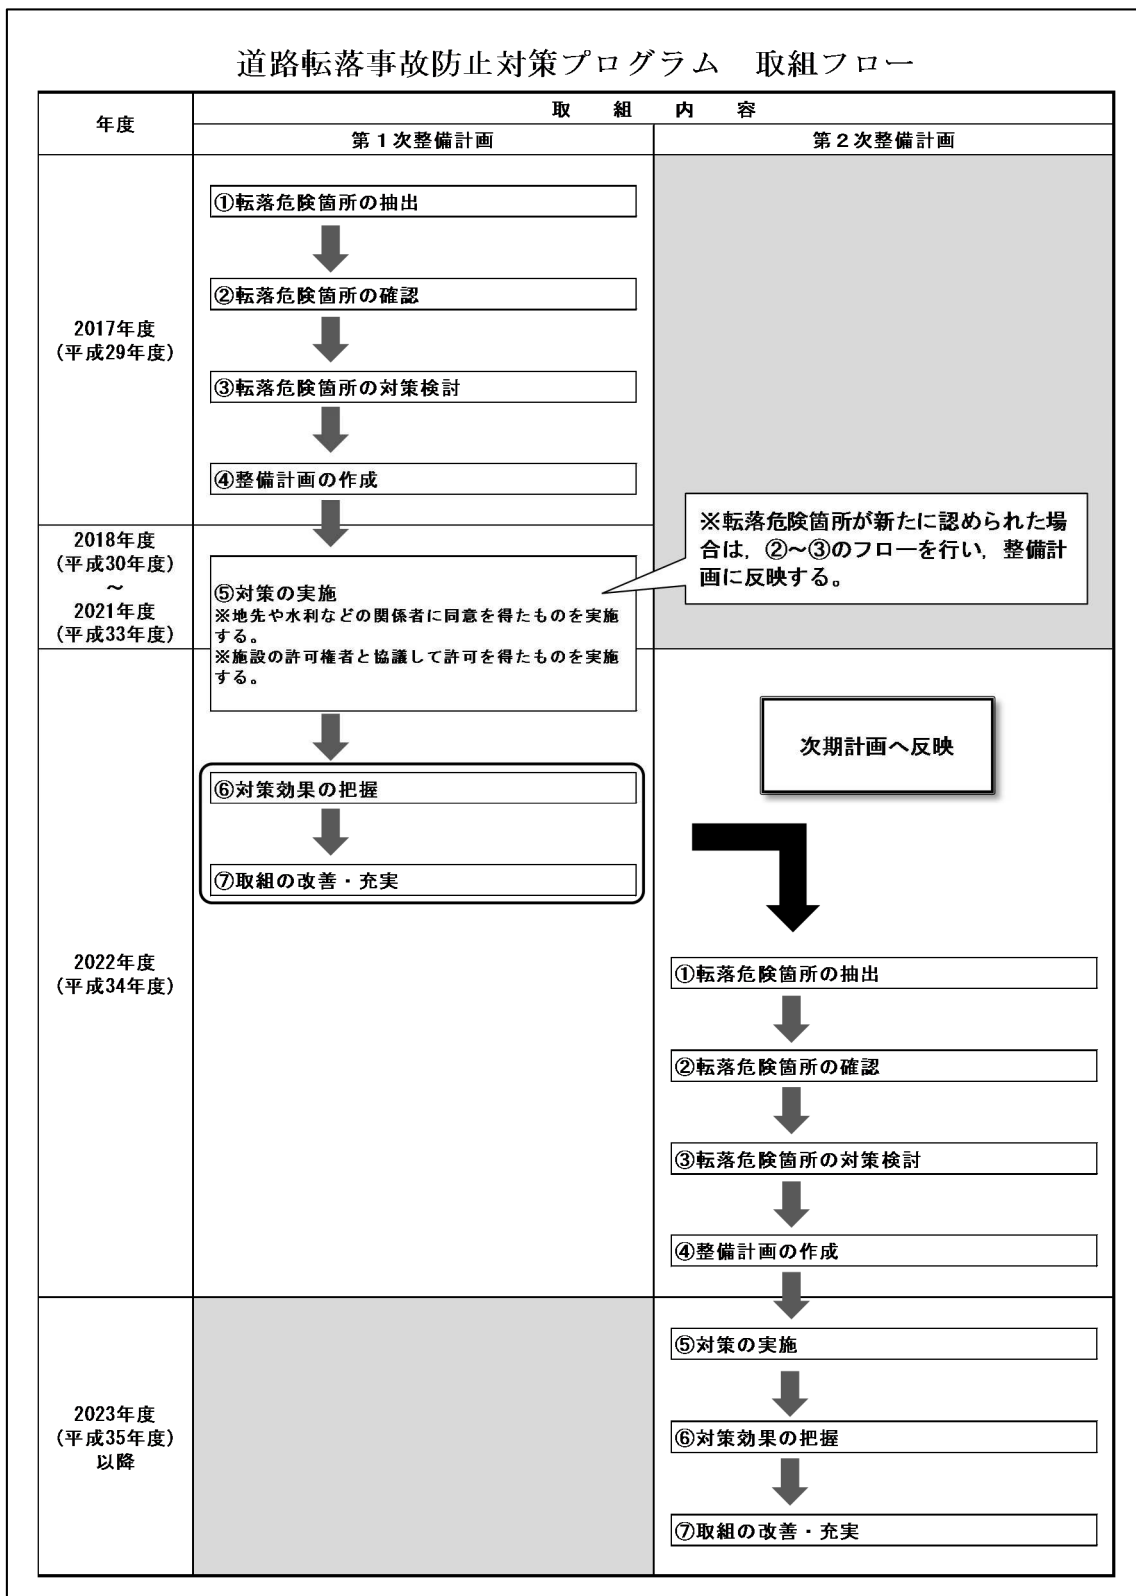 道路転落事故防止対策プログラム　取組フロー
年度
取　組　内　容
第１次整備計画
第２次整備計画
2017年度
(平成29年度)
①転落危険箇所の抽出
②転落危険箇所の確認
③転落危険箇所の対策検討
④整備計画の作成
2018年度
(平成30年度)
～
2021年度
(平成33年度)
⑤対策の実施
※地先や水利などの関係者に同意を得たものを実施
する。
※施設の許可権者と協議して許可を得たものを実施
する。
※転落危険箇所が新たに認められた場
合は，②～③のフローを行い，整備計
画に反映する。
2022年度
(平成34年度)
⑥対策効果の把握
⑦取組の改善・充実
次期計画へ反映
①転落危険箇所の抽出
②転落危険箇所の確認
③転落危険箇所の対策検討
④整備計画の作成
2023年度
(平成35年度)
以降
⑤対策の実施
⑥対策効果の把握
⑦取組の改善・充実